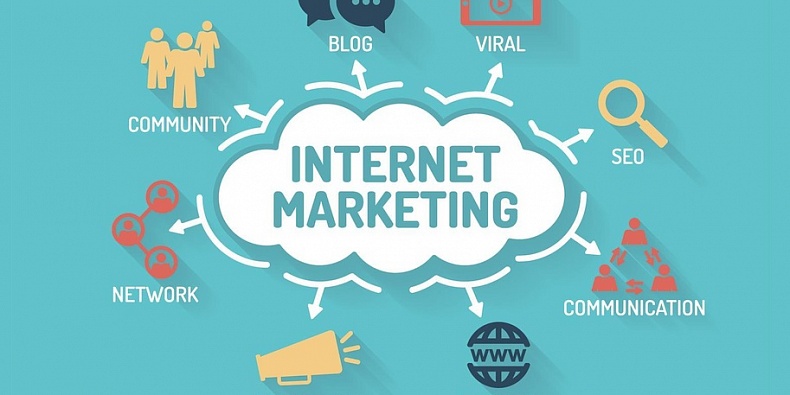 BLOG
VIRAL
COMMUNITY
SEO
INTERNET
MARKETING
NETWORK
COMMUNICATION
WWW